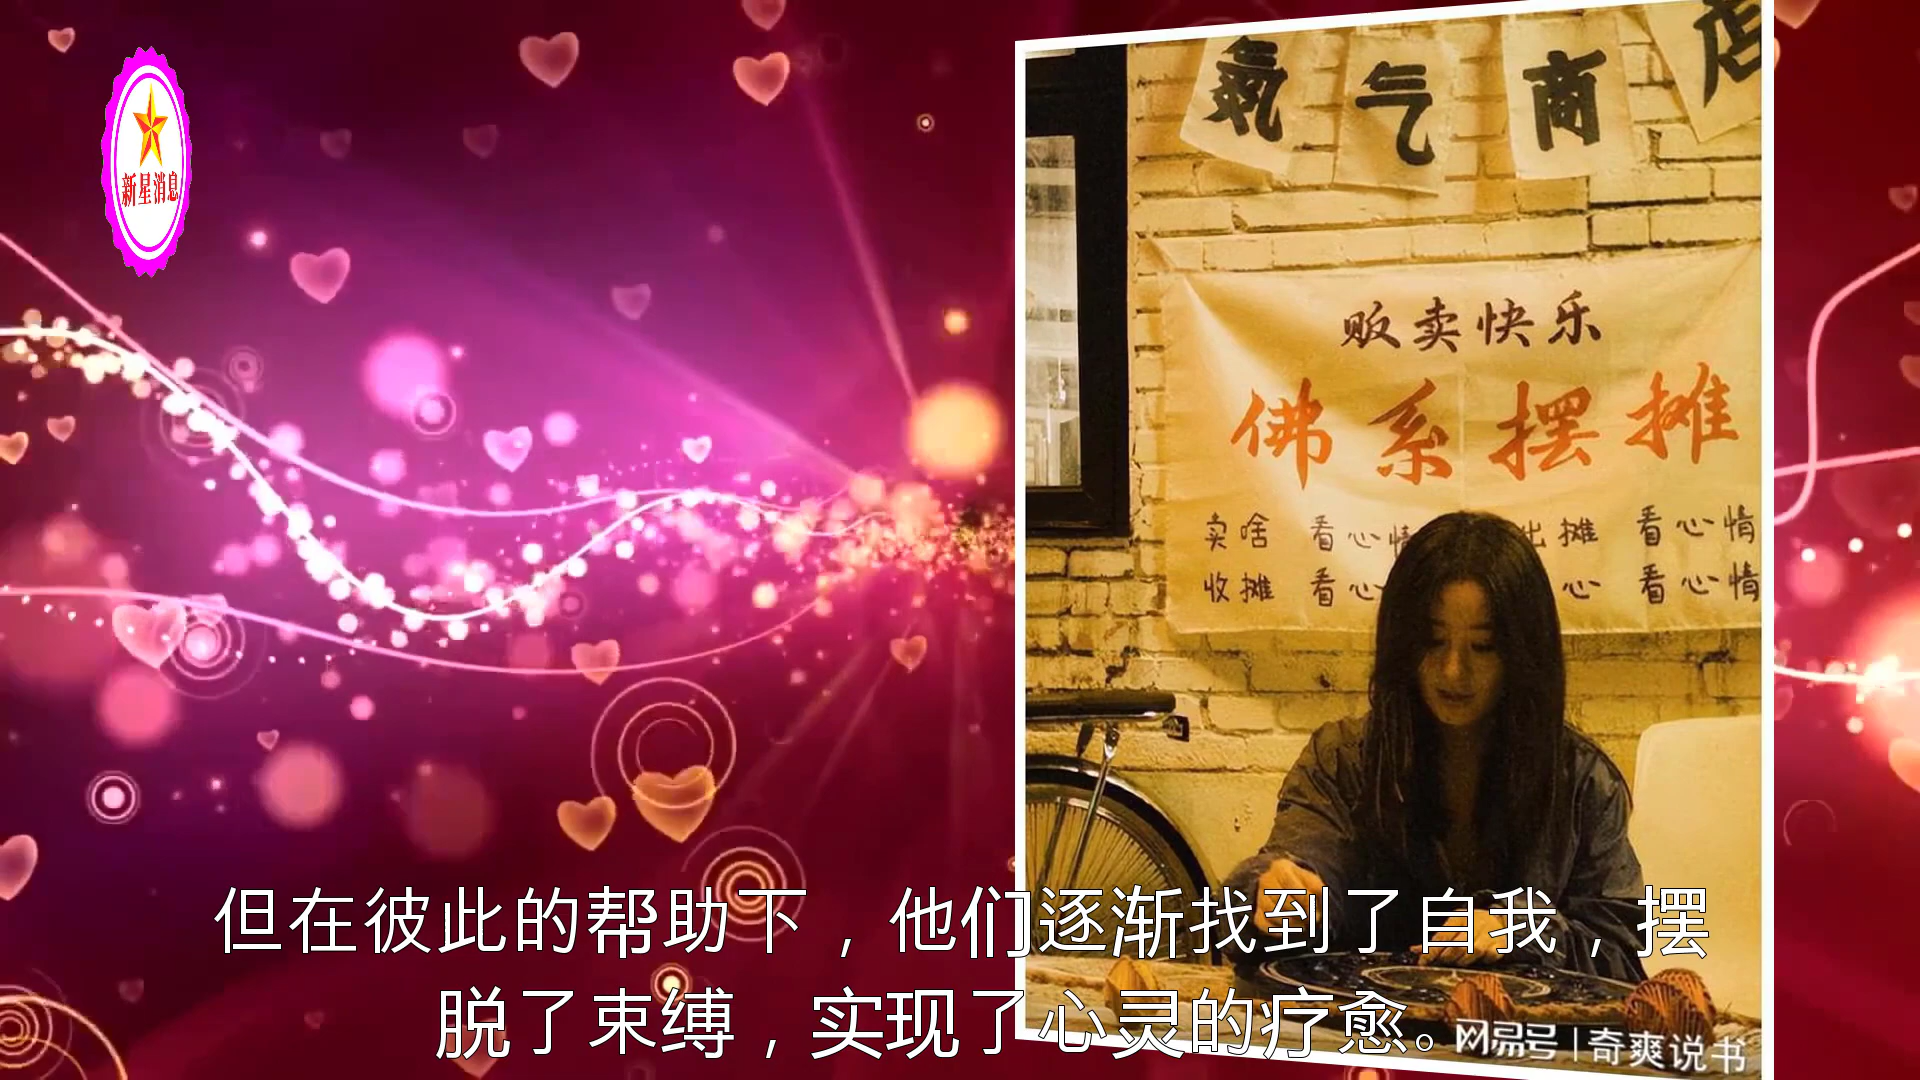 新星消息
氣气商店
贩卖快乐
佛系摆摊
卖啥 看心情 出摊 看心情
收摊 看心 心 看心情
但在彼此的帮助下，他们逐渐找到了自我，摆
脱了束缚，实现了心灵的疗愈。
网易号 | 奇爽说书